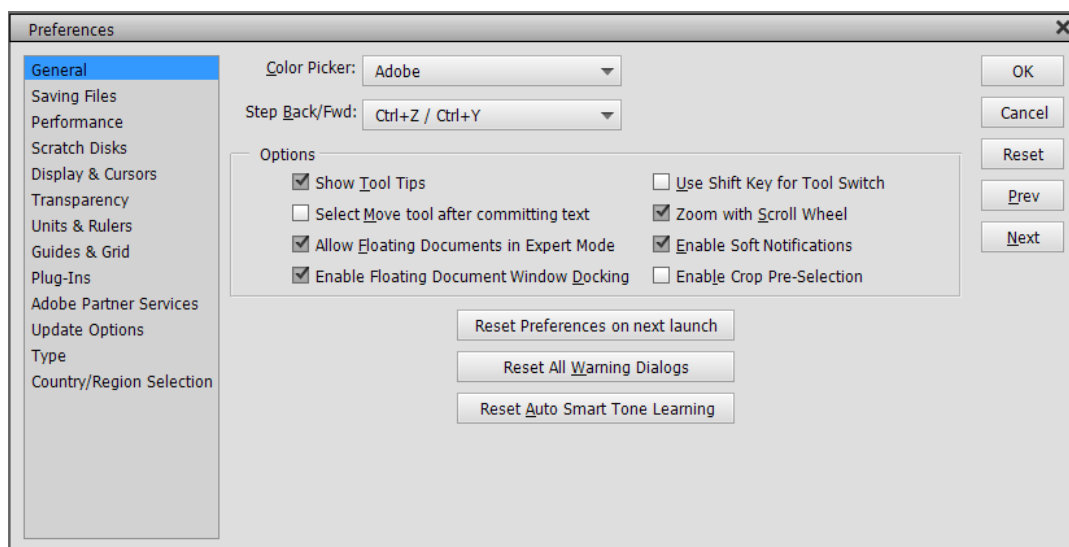 Preferences
General
Saving Files
Performance
Scratch Disks
Display & Cursors
Transparency
Units & Rulers
Guides & Grid
Plug-Ins
Adobe Partner Services
Update Options
Type
Country/Region Selection
Color Picker: Adobe
Step Back/Fwd: Ctrl+Z / Ctrl+Y
Options
Show Tool Tips
Select Move tool after committing text
Allow Floating Documents in Expert Mode
Enable Floating Document Window Docking
Use Shift Key for Tool Switch
Zoom with Scroll Wheel
Enable Soft Notifications
Enable Crop Pre-Selection
Reset Preferences on next launch
Reset All Warning Dialogs
Reset Auto Smart Tone Learning
OK
Cancel
Reset
Prev
Next